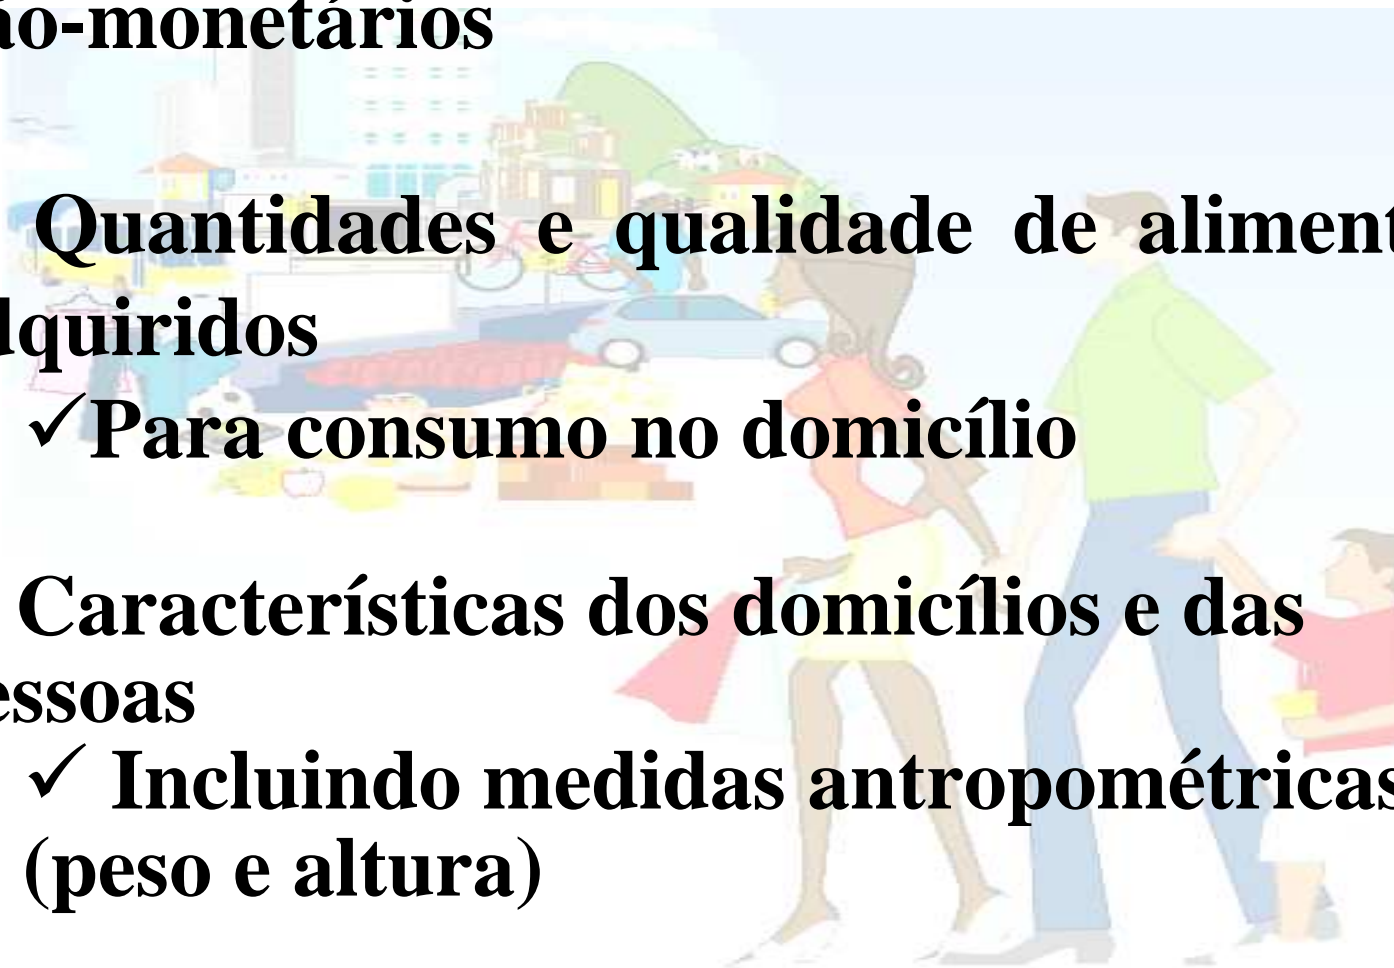 ão-monetários
Quantidades e qualidade de aliment
dquiridos
✓Para consumo no domicílio
Características dos domicílios e das
essoas
✓ Incluindo medidas antropométricas
(peso e altura)